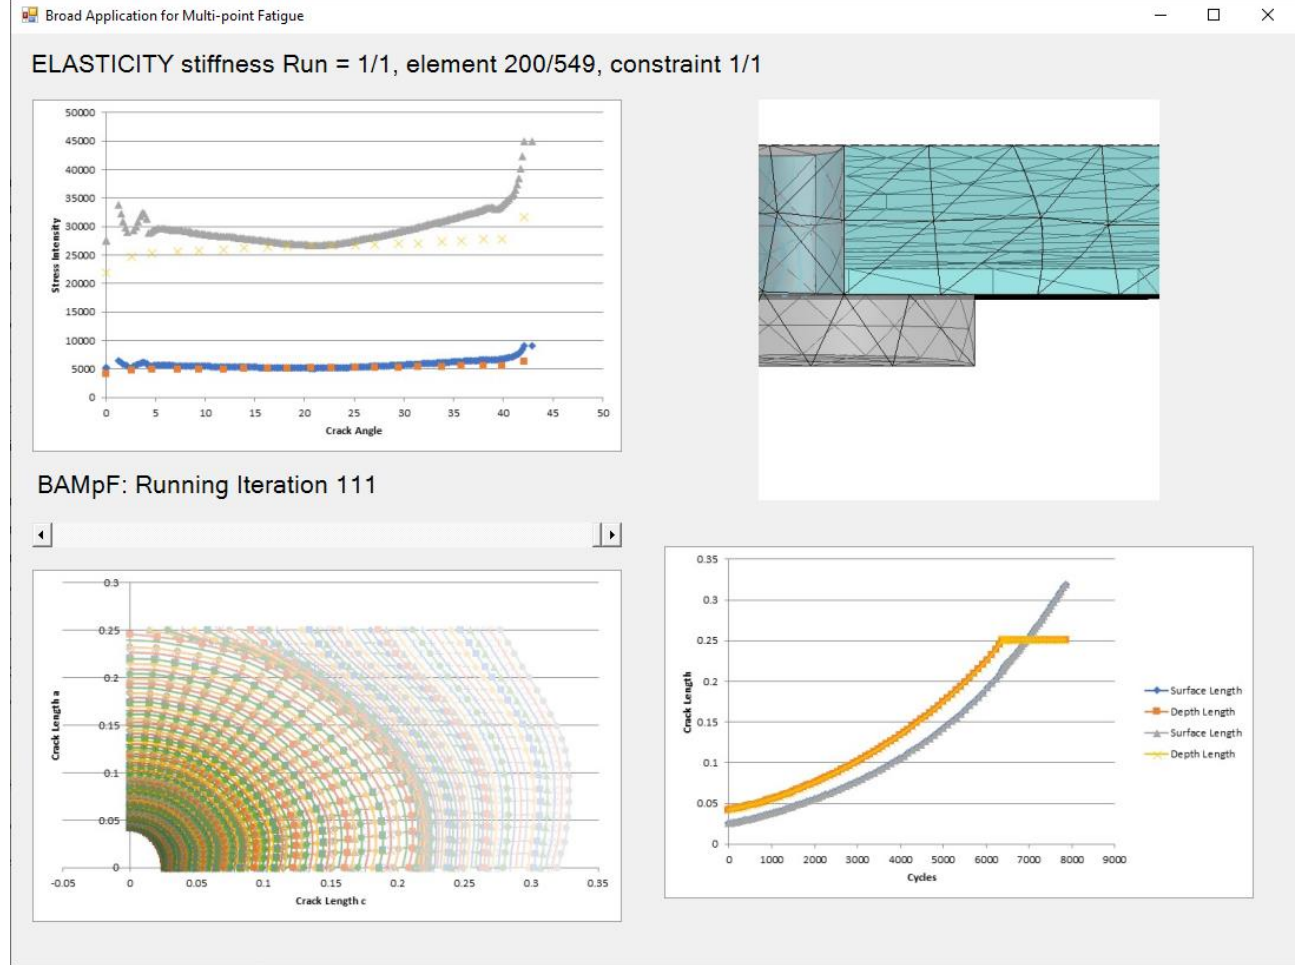 Broad Application for Multi-point Fatigue
ELASTICITY stiffness Run = 1/1, element 200/549, constraint 1/1
50000
45000
40000
35000
30000
25000
20000
15000
10000
5000
0
Stress Intensity
0 5 10 15 20 25 30 35 40 45 50
Crack Angle
BAMpF: Running Iteration 111
0.3
0.25
0.2
0.15
0.1
0.05
0
Crack Length a
-0.05 0 0.05 0.1 0.15 0.2 0.25 0.3 0.35
Crack Length c
0.35
0.3
0.25
0.2
0.15
0.1
0.05
0
Crack Length
0 1000 2000 3000 4000 5000 6000 7000 8000 9000
Cycles
Surface Length
Depth Length
Surface Length
Depth Length